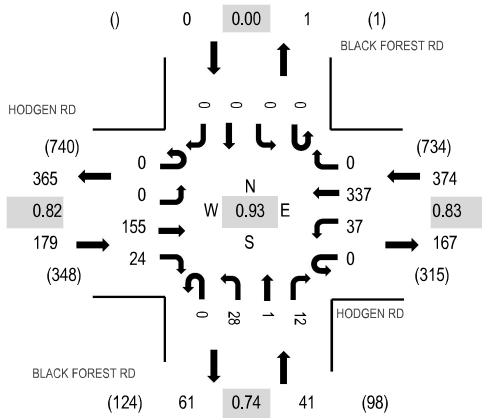 () 0 0.00 1 (1)
BLACK FOREST RD
HODGEN RD
0 0 0 0
(740) (734)
365 0 0 374
0 N 337
0.82 W 0.93 E 0.83
155 S 37
179 24 0 167
(348) (315)
0 28 1 12
HODGEN RD
BLACK FOREST RD
(124) 61 0.74 41 (98)